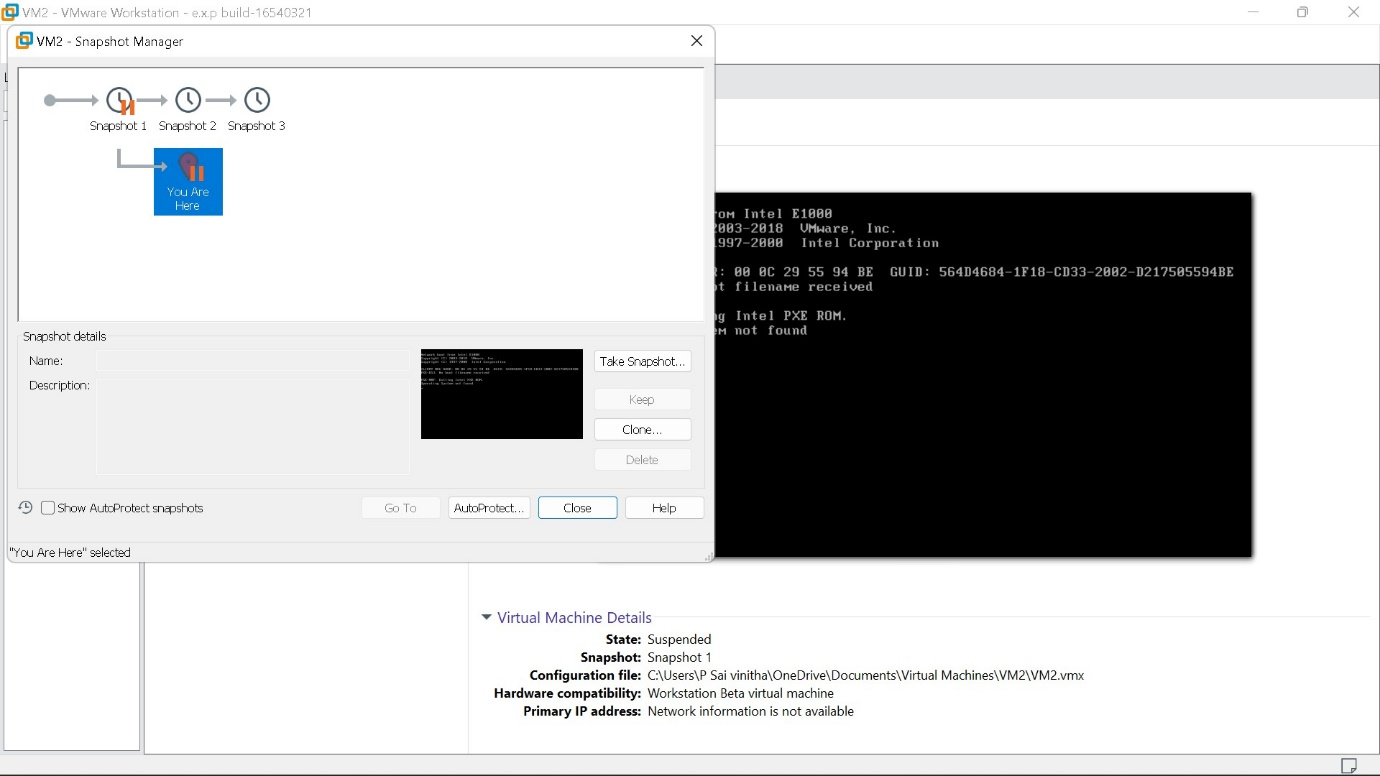 VM2 - VMware Workstation - e.x.p build-16540321
VM2 - Snapshot Manager
Snapshot 1 Snapshot 2 Snapshot 3
You Are
Here
Snapshot details
Name:
Description:
Take Snapshot...
Keep
Clone...
Delete
Show AutoProtect snapshots
Go To
AutoProtect...
Close
Help
"You Are Here" selected
Intel E1000
2003-2018 VMware, Inc.
1997-2000 Intel Corporation
: 00 0C 29 55 94 BE GUID: 564D4684-1F18-CD33-2002-D217505594BE
filename received
Intel PXE ROM.
not found
Virtual Machine Details
State: Suspended
Snapshot: Snapshot 1
Configuration file: C:\Users\P Sai vinitha\OneDrive\Documents\Virtual Machines\VM2\VM2.vmx
Hardware compatibility: Workstation Beta virtual machine
Primary IP address: Network information is not available